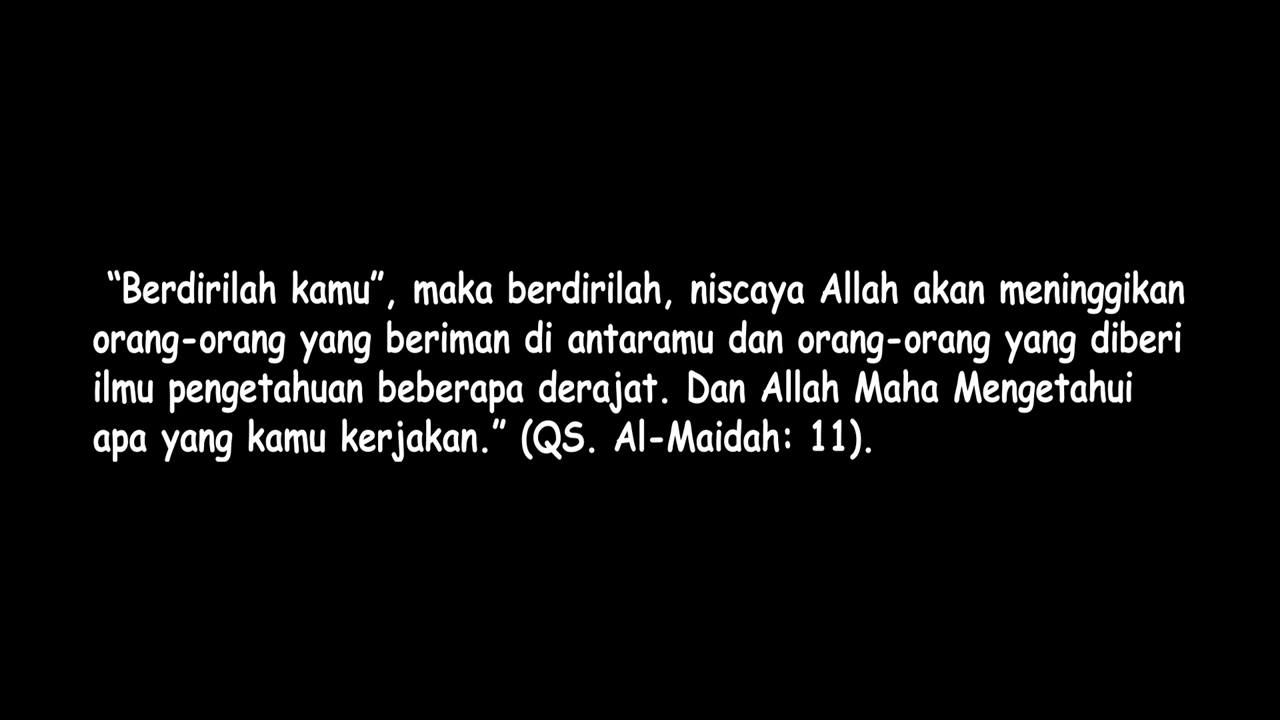 “Berdirilah kamu”, maka berdirilah, niscaya Allah akan meninggikan
orang-orang yang beriman di antaramu dan orang-orang yang diberi
ilmu pengetahuan beberapa derajat. Dan Allah Maha Mengetahui
apa yang kamu kerjakan.” (QS. Al-Maidah: 11).